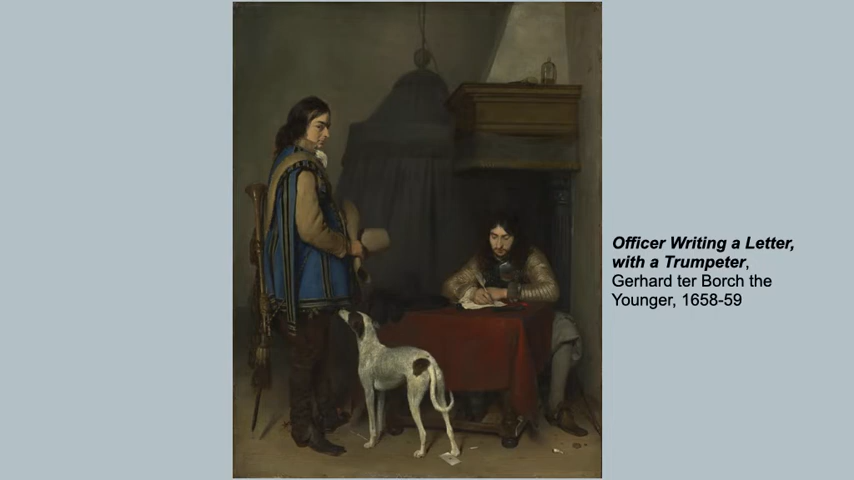 Officer Writing a Letter,
with a Trumpeter,
Gerhard ter Borch the
Younger, 1658-59